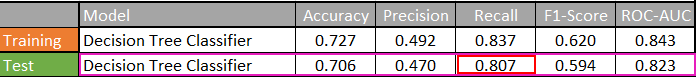 Model Accuracy Precision Recall F1-Score ROC-AUC
Training Decision Tree Classifier 0.727 0.492 0.837 0.620 0.843
Test Decision Tree Classifier 0.706 0.470 0.807 0.594 0.823